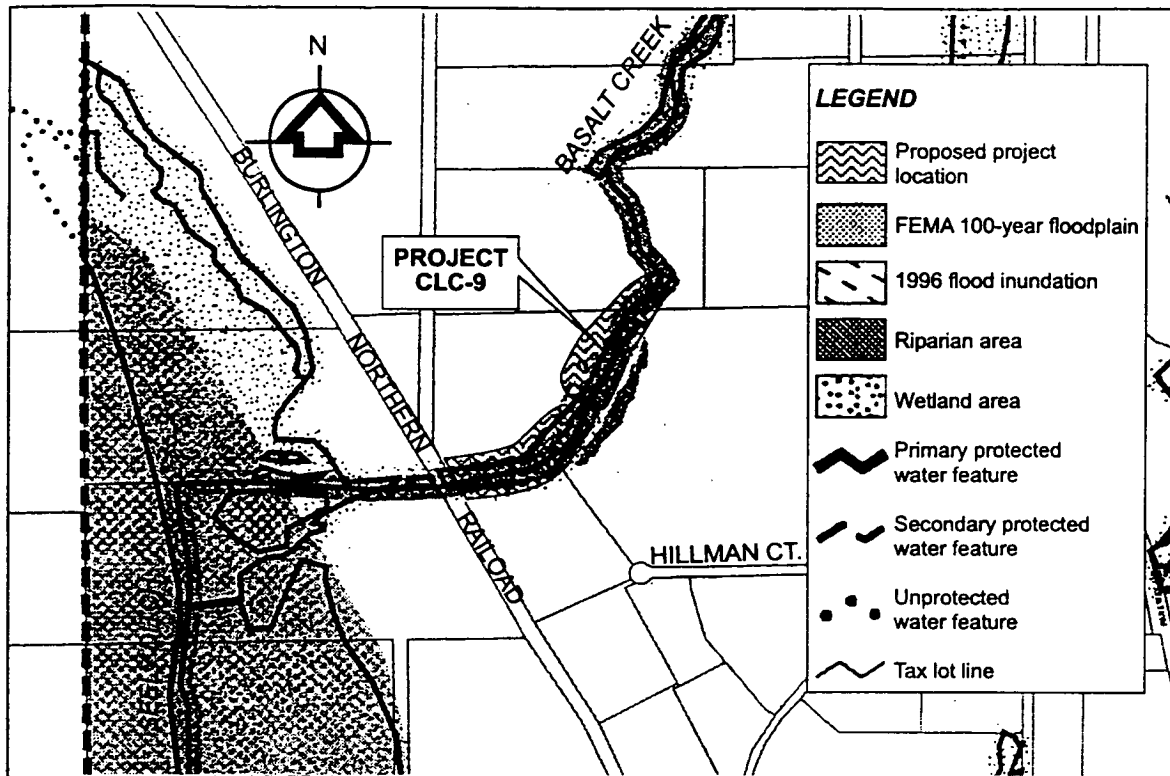 N
BASALT CREEK
BURLINGTON
NORTHERN
RAILOAD
PROJECT
CLC-9
HILLMAN CT.
LEGEND
Proposed project
location
FEMA 100-year floodplain
1996 flood inundation
Riparian area
Wetland area
Primary protected
water feature
Secondary protected
water feature
Unprotected
water feature
Tax lot line